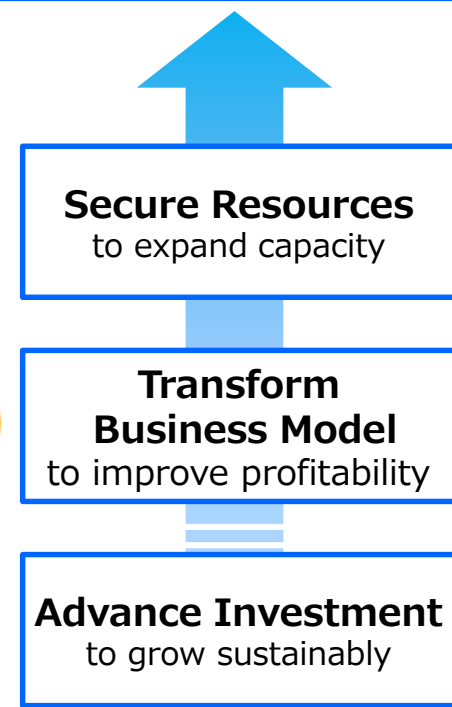 Secure Resources
to expand capacity
Transform
Business Model
to improve profitability
Advance Investment
to grow sustainably